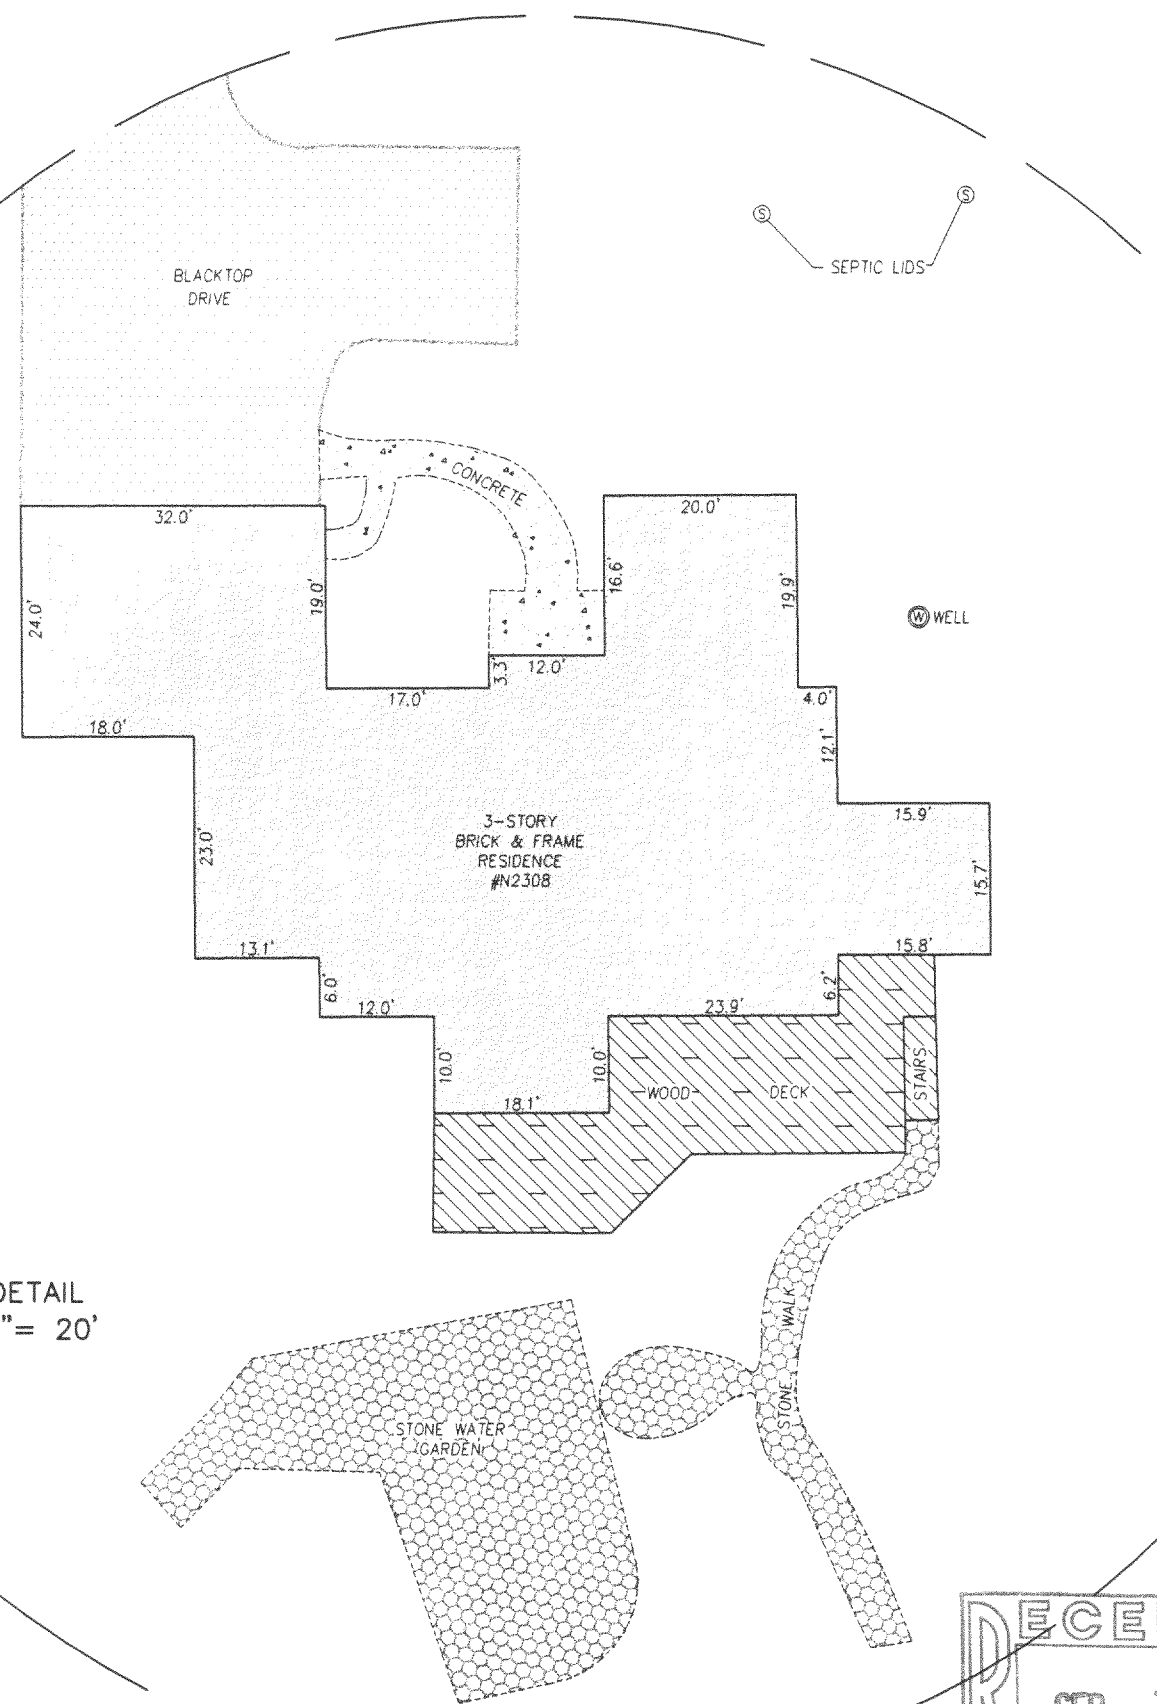 S
S
SEPTIC LIDS
BLACKTOP
DRIVE
CONCRETE
32.0'
20.0'
24.0'
19.0'
16.6'
19.9'
W WELL
3.3'
12.0'
17.0'
4.0'
18.0'
12.1'
15.9'
3-STORY
BRICK & FRAME
RESIDENCE
#N2308
23.0'
15.7'
13.1'
15.8'
6.0'
12.0'
23.9'
6.2'
10.0'
10.0'
STAIRS
WOOD DECK
18.1'
DETAIL
"= 20'
STONE WALK
STONE WATER
GARDEN
RECE